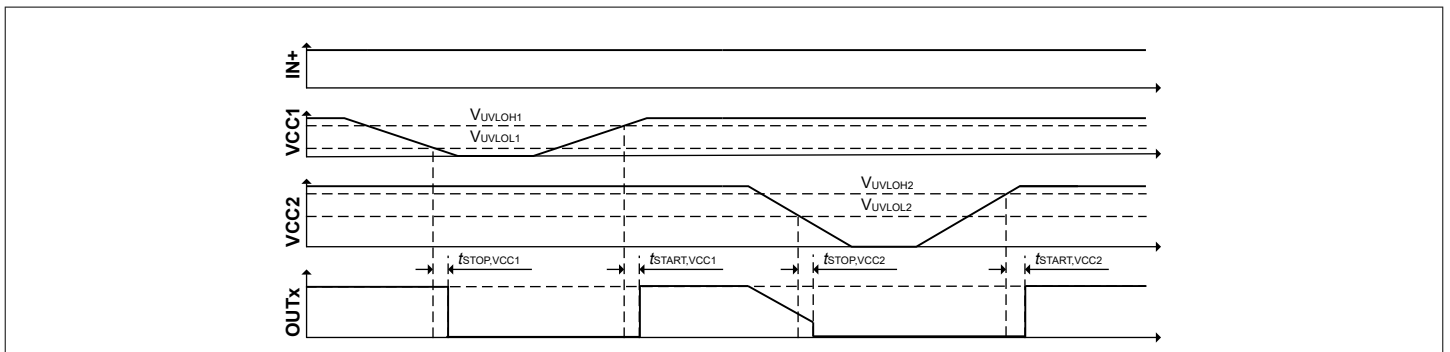 IN+
VCC1
VUVLOH1
VUVLOL1
VCC2
VUVLOH2
VUVLOL2
OUTx
tSTOP,VCC1
tSTART,VCC1
tSTOP,VCC2
tSTART,VCC2